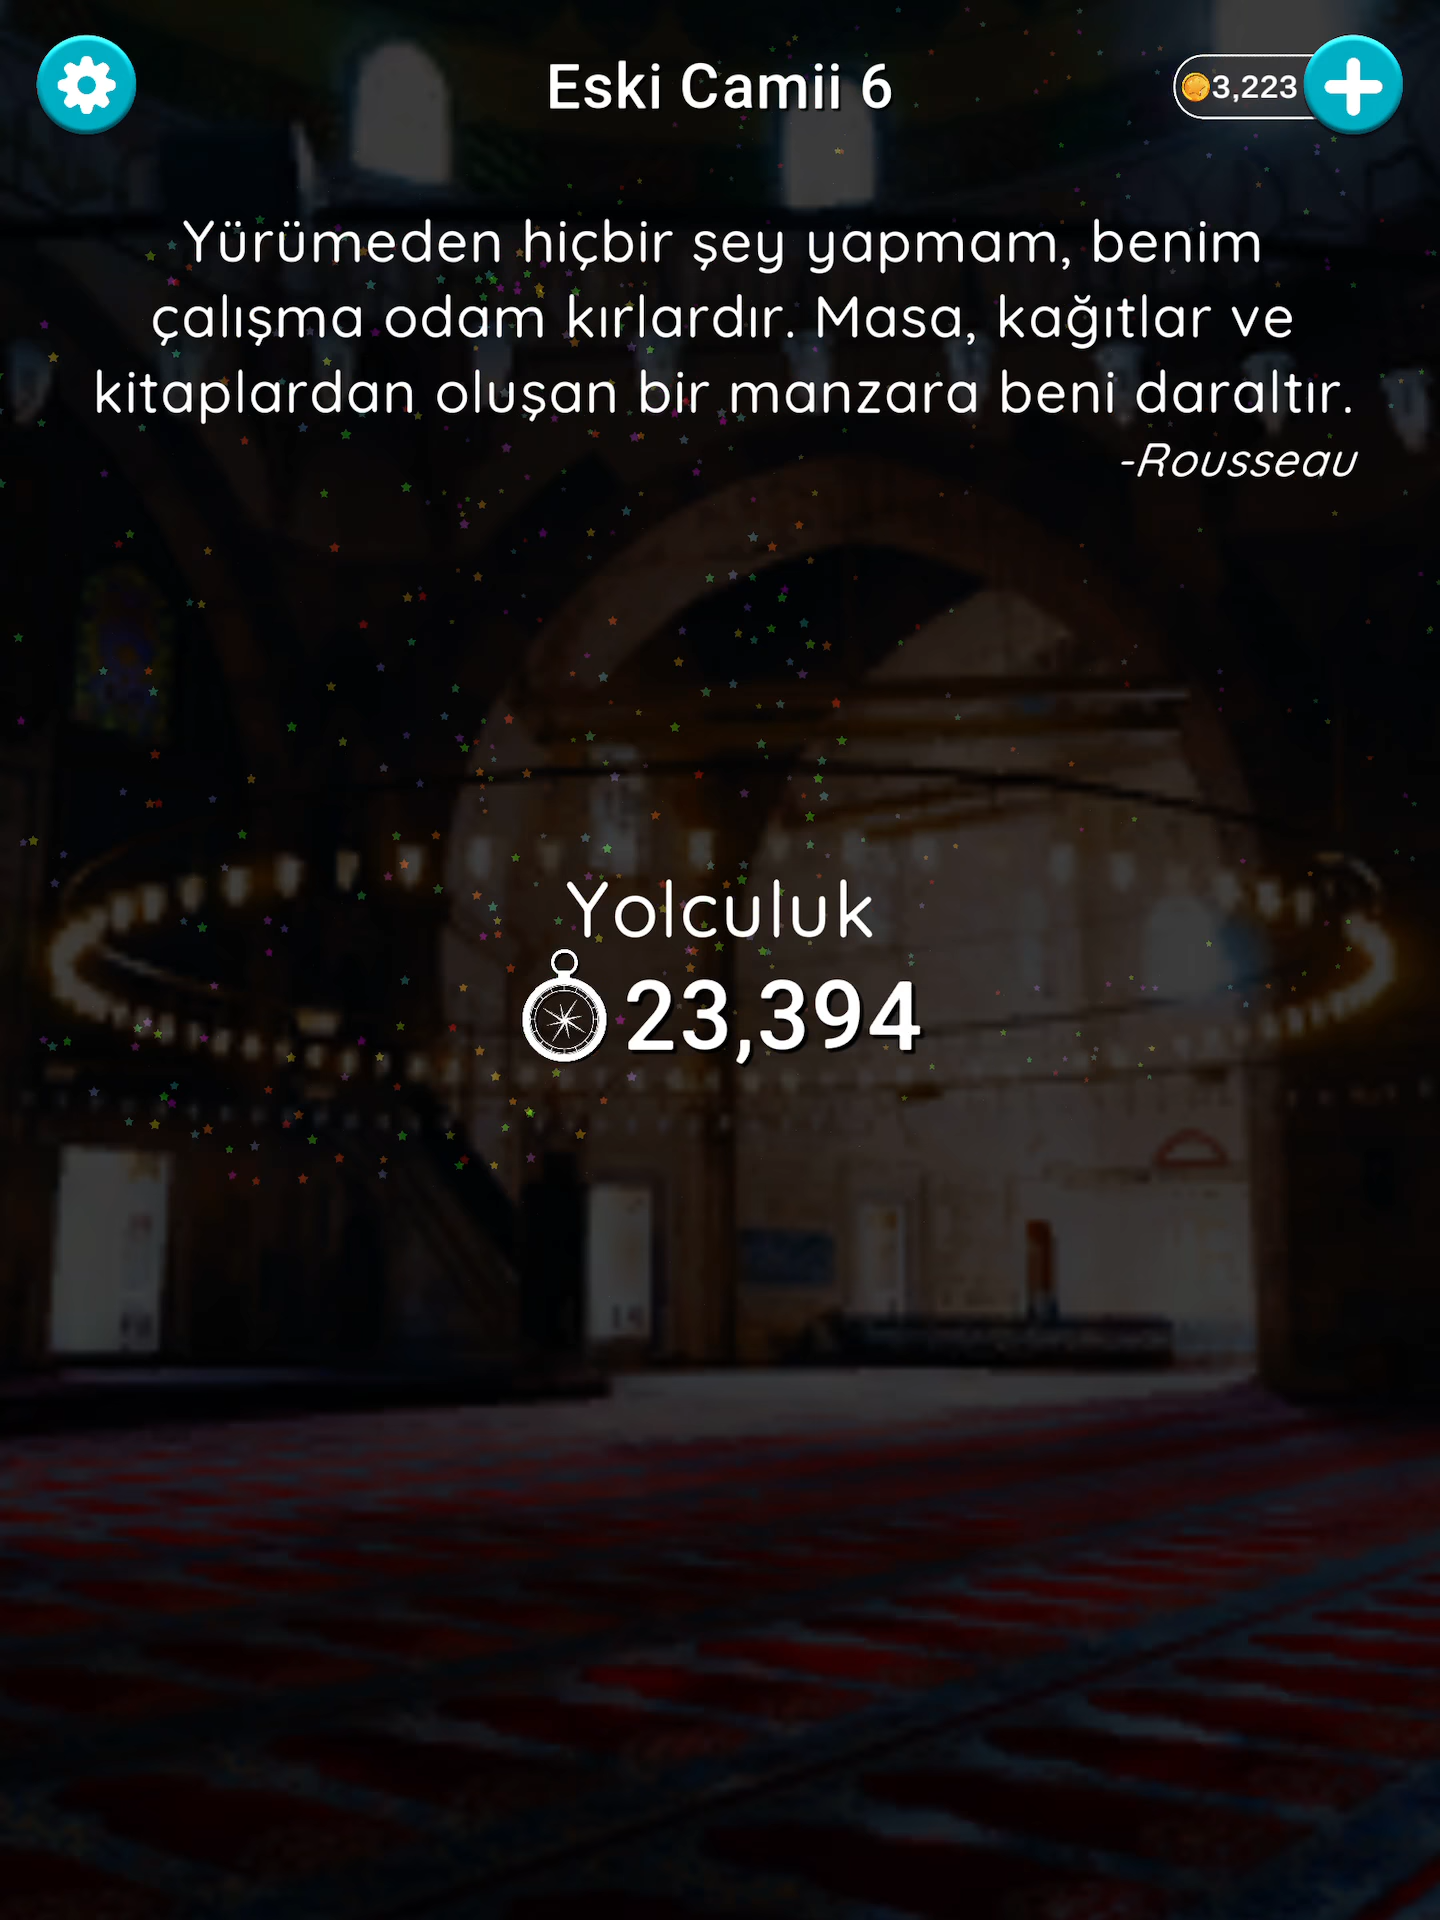 Eski Camii 6
3,223
Yürümeden hiçbir şey yapmam, benim
çalışma odam kırlardır. Masa, kağıtlar ve
kitaplardan oluşan bir manzara beni daraltır.
-Rousseau
Yolculuk
23,394